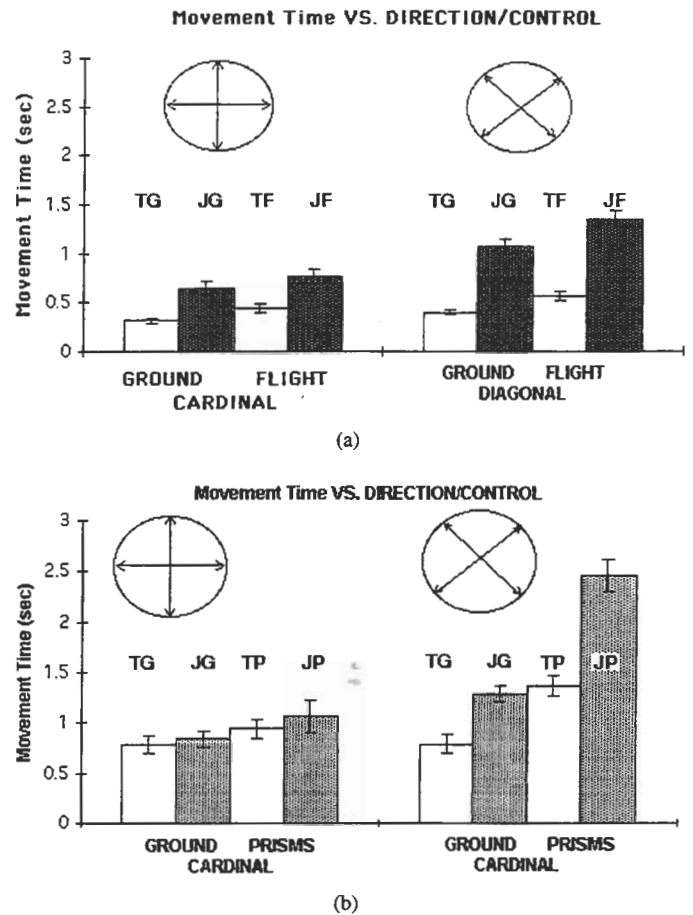 Movement Time VS. DIRECTION/CONTROL
3
2.5
2
1.5
1
0.5
0
Movement Time (sec)
TG JG TF JF
TG JG TF JF
GROUND FLIGHT
CARDINAL
GROUND FLIGHT
DIAGONAL
(a)
Movement Time VS. DIRECTION/CONTROL
3
2.5
2
1.5
1
0.5
0
Movement Time (sec)
TG JG TP JP
TG JG TP JP
GROUND PRISMS
CARDINAL
GROUND PRISMS
CARDINAL
(b)